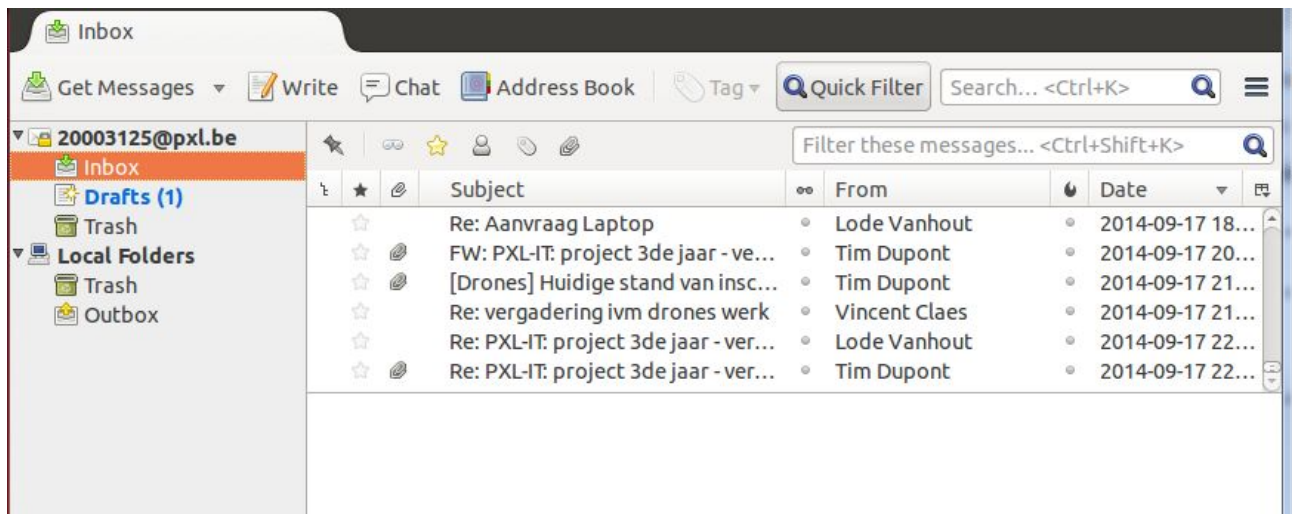 Inbox
Get Messages Write Chat Address Book Tag Quick Filter Search... <Ctrl+K>
20003125@pxl.be
Inbox
Drafts (1)
Trash
Local Folders
Trash
Outbox
Filter these messages... <Ctrl+Shift+K>
Subject From Date
Re: Aanvraag Laptop Lode Vanhout 2014-09-17 18...
FW: PXL-IT: project 3de jaar - ve... Tim Dupont 2014-09-17 20...
[Drones] Huidige stand van insc... Tim Dupont 2014-09-17 21...
Re: vergadering ivm drones werk Vincent Claes 2014-09-17 21...
Re: PXL-IT: project 3de jaar - ver... Lode Vanhout 2014-09-17 22...
Re: PXL-IT: project 3de jaar - ver... Tim Dupont 2014-09-17 22...